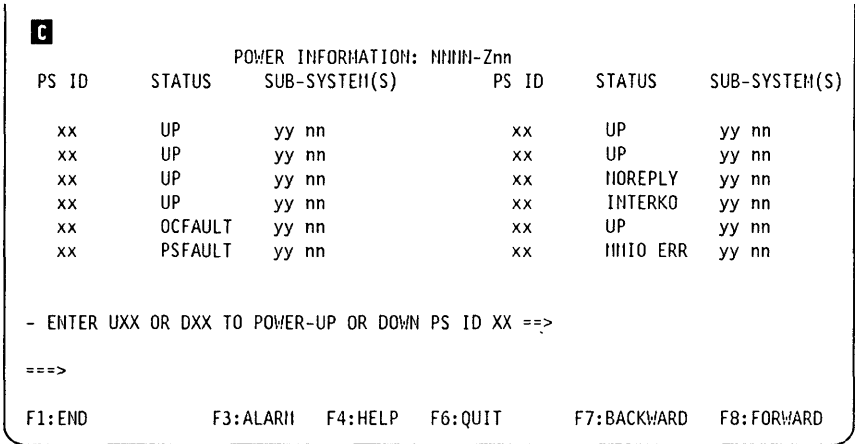 C
POWER INFORMATION: NNNN-Znn
PS ID STATUS SUB-SYSTEM(S) PS ID STATUS SUB-SYSTEM(S)
xx UP yy nn xx UP yy nn
xx UP yy nn xx UP yy nn
xx UP yy nn xx NOREPLY yy nn
xx UP yy nn xx INTERKO yy nn
xx OCFAULT yy nn xx UP yy nn
xx PSFAULT yy nn xx MMIO ERR yy nn
- ENTER UXX OR DXX TO POWER-UP OR DOWN PS ID XX ==>
===>
F1:END F3:ALARM F4:HELP F6:QUIT F7:BACKWARD F8:FORWARD